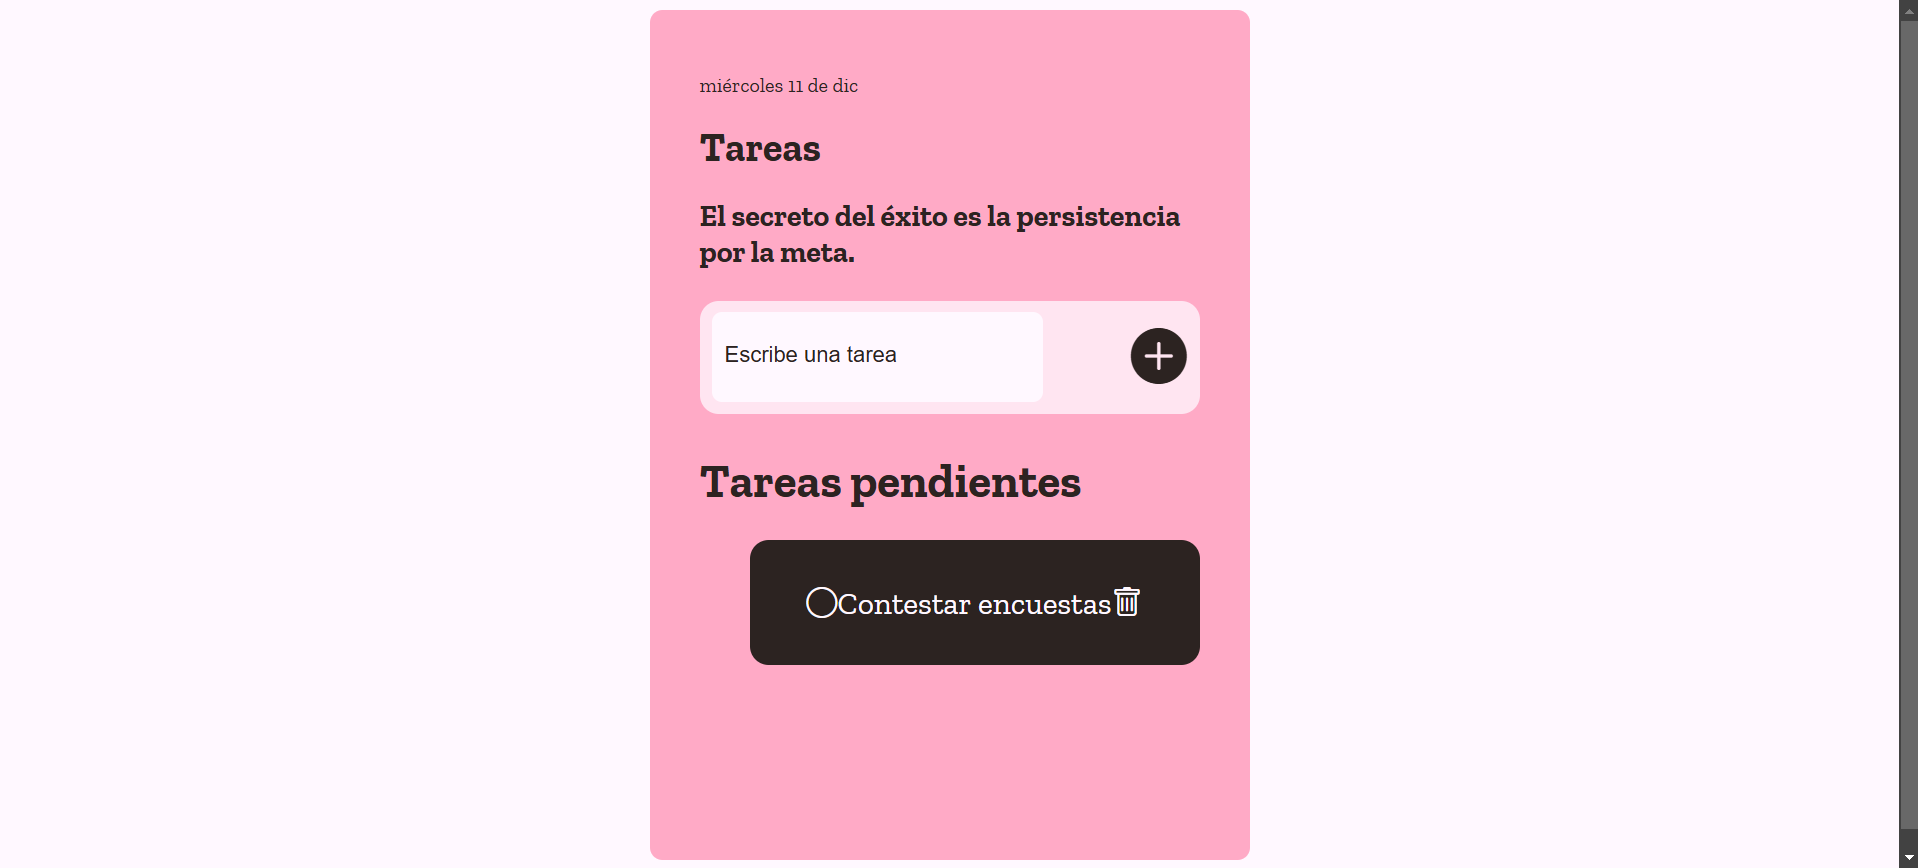 miércoles 11 de dic
Tareas
El secreto del éxito es la persistencia
por la meta.
Escribe una tarea
Tareas pendientes
Contestar encuestas